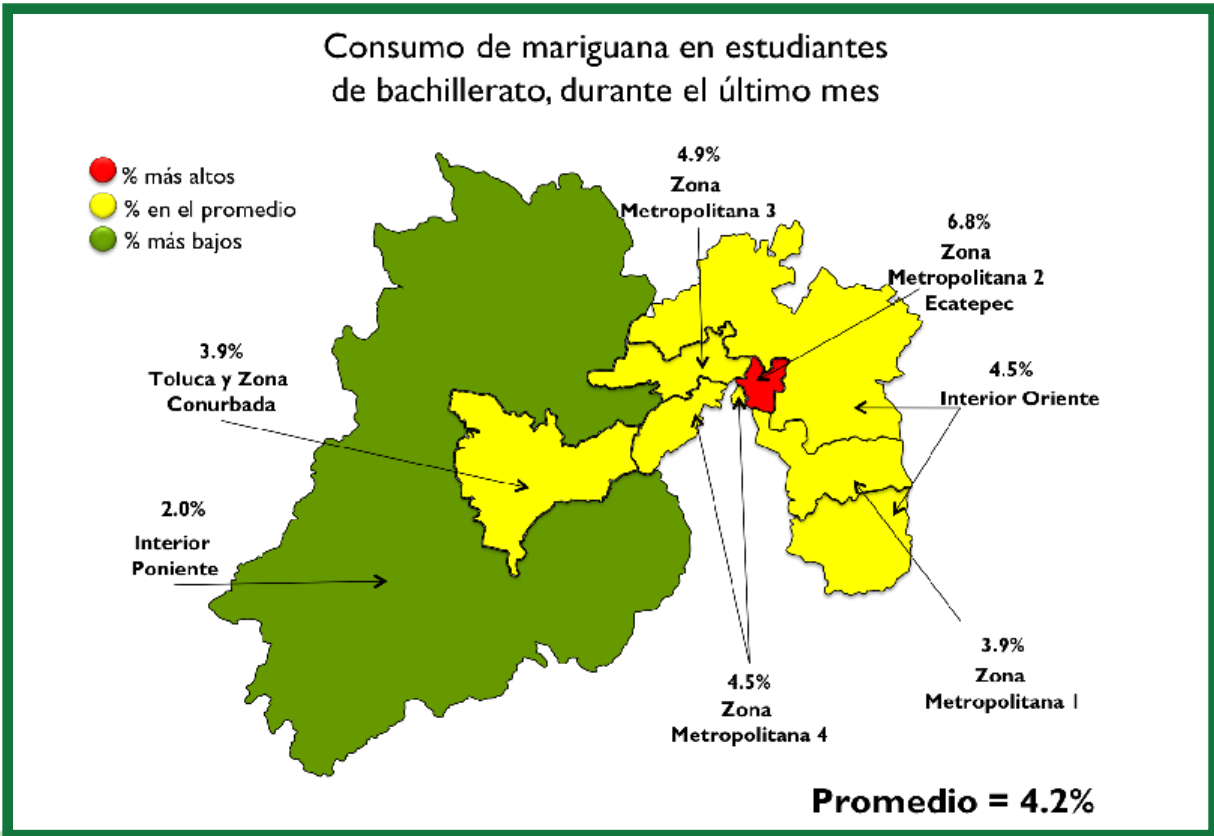 Consumo de mariguana en estudiantes
de bachillerato, durante el último mes
% más altos
% en el promedio
% más bajos
4.9%
Zona
Metropolitana 3
6.8%
Zona
Metropolitana 2
Ecatepec
3.9%
Toluca y Zona
Conurbada
4.5%
Interior Oriente
2.0%
Interior
Poniente
3.9%
Zona
Metropolitana 1
4.5%
Zona
Metropolitana 4
Promedio = 4.2%